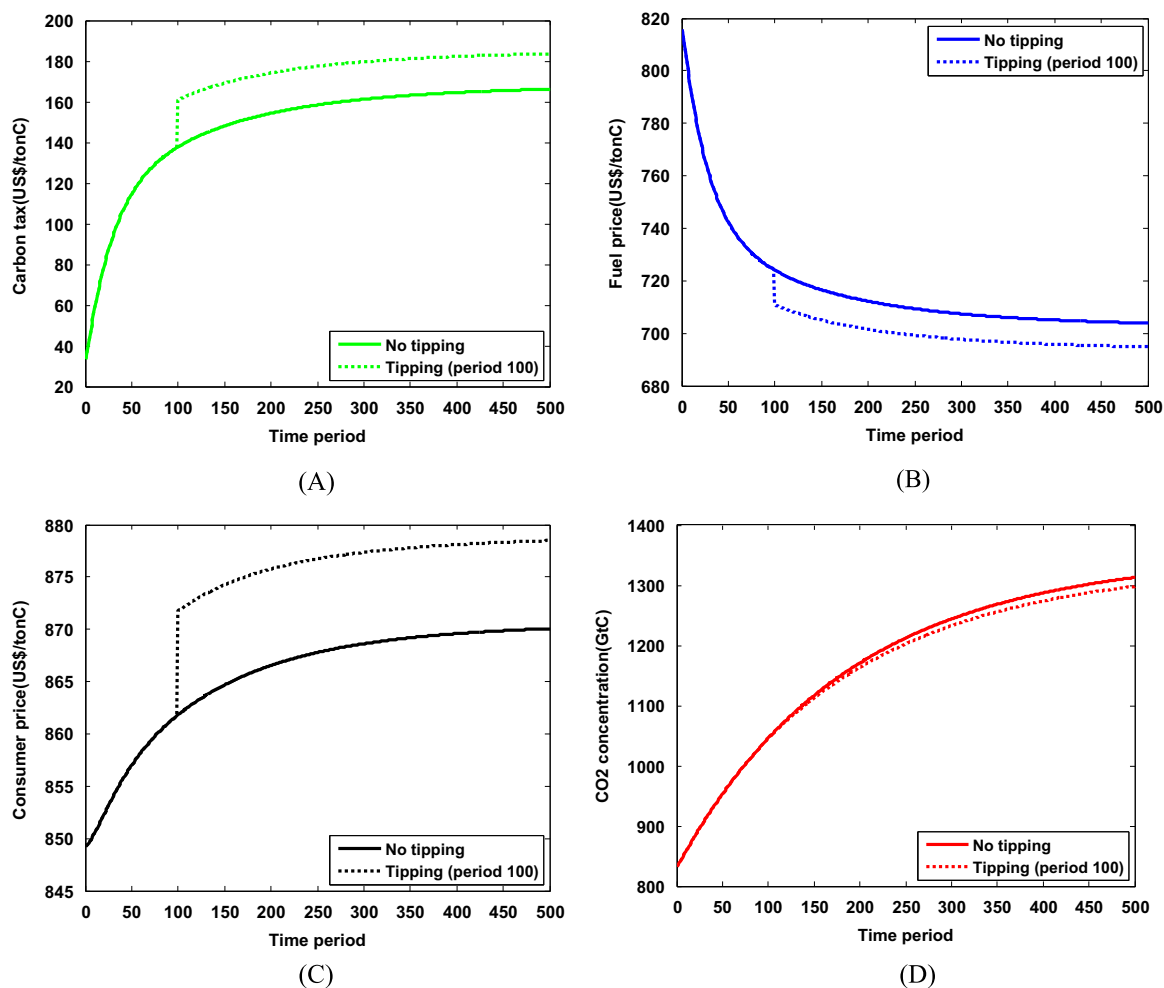 200
180
160
140
120
100
80
60
40
20
Carbon tax(US$/tonC)
No tipping
Tipping (period 100)
0 50 100 150 200 250 300 350 400 450 500
Time period
(A)
820
800
780
760
740
720
700
680
Fuel price(US$/tonC)
No tipping
Tipping (period 100)
0 50 100 150 200 250 300 350 400 450 500
Time period
(B)
880
875
870
865
860
855
850
845
Consumer price(US$/tonC)
No tipping
Tipping (period 100)
0 50 100 150 200 250 300 350 400 450 500
Time period
(C)
1400
1300
1200
1100
1000
900
800
CO2 concentration(GtC)
No tipping
Tipping (period 100)
0 50 100 150 200 250 300 350 400 450 500
Time period
(D)